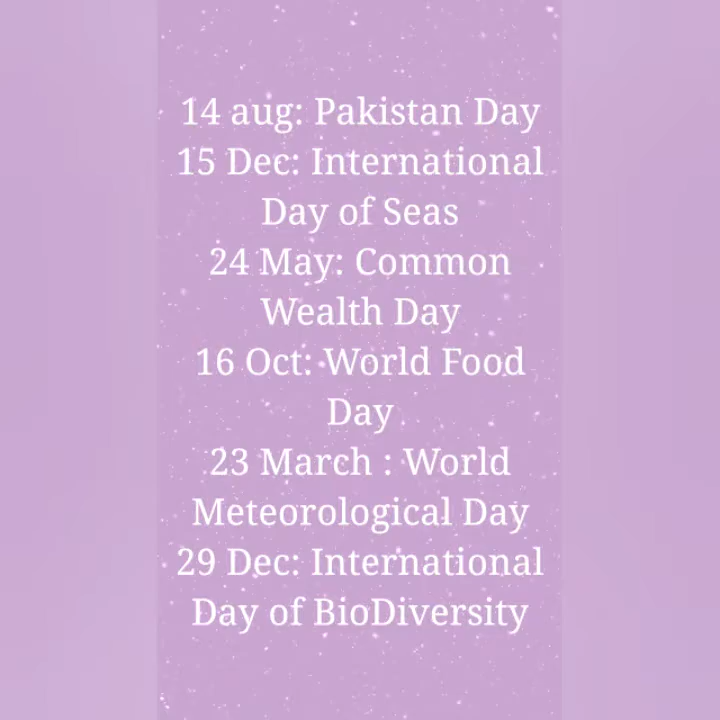 14 aug: Pakistan Day
15 Dec: International
Day of Seas
24 May: Common
Wealth Day
16 Oct: World Food
Day
23 March : World
Meteorological Day
29 Dec: International
Day of BioDiversity